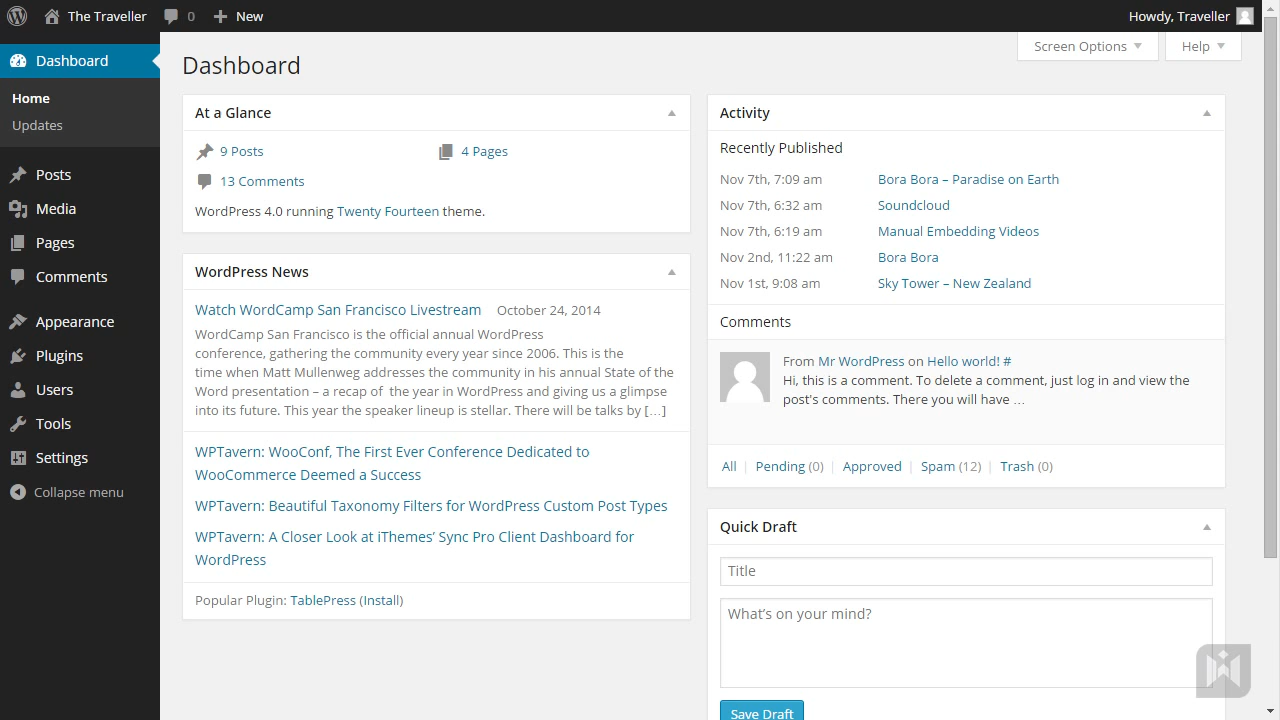 The Traveller 0 New Howdy, Traveller
Screen Options Help
Dashboard
Home
Updates
Posts
Media
Pages
Comments
Appearance
Plugins
Users
Tools
Settings
Collapse menu
Dashboard
At a Glance
9 Posts 4 Pages
13 Comments
WordPress 4.0 running Twenty Fourteen theme.
WordPress News
Watch WordCamp San Francisco Livestream October 24, 2014
WordCamp San Francisco is the official annual WordPress
conference, gathering the community every year since 2006. This is the
time when Matt Mullenweg addresses the community in his annual State of the
Word presentation – a recap of the year in WordPress and giving us a glimpse
into its future. This year the speaker lineup is stellar. There will be talks by […]
WPTavern: WooConf, The First Ever Conference Dedicated to
WooCommerce Deemed a Success
WPTavern: Beautiful Taxonomy Filters for WordPress Custom Post Types
WPTavern: A Closer Look at iThemes’ Sync Pro Client Dashboard for
WordPress
Popular Plugin: TablePress (Install)
Activity
Recently Published
Nov 7th, 7:09 am Bora Bora – Paradise on Earth
Nov 7th, 6:32 am Soundcloud
Nov 7th, 6:19 am Manual Embedding Videos
Nov 2nd, 11:22 am Bora Bora
Nov 1st, 9:08 am Sky Tower – New Zealand
Comments
From Mr WordPress on Hello world! #
Hi, this is a comment. To delete a comment, just log in and view the
post's comments. There you will have …
All | Pending (0) | Approved | Spam (12) | Trash (0)
Quick Draft
Title
What’s on your mind?
Save Draft